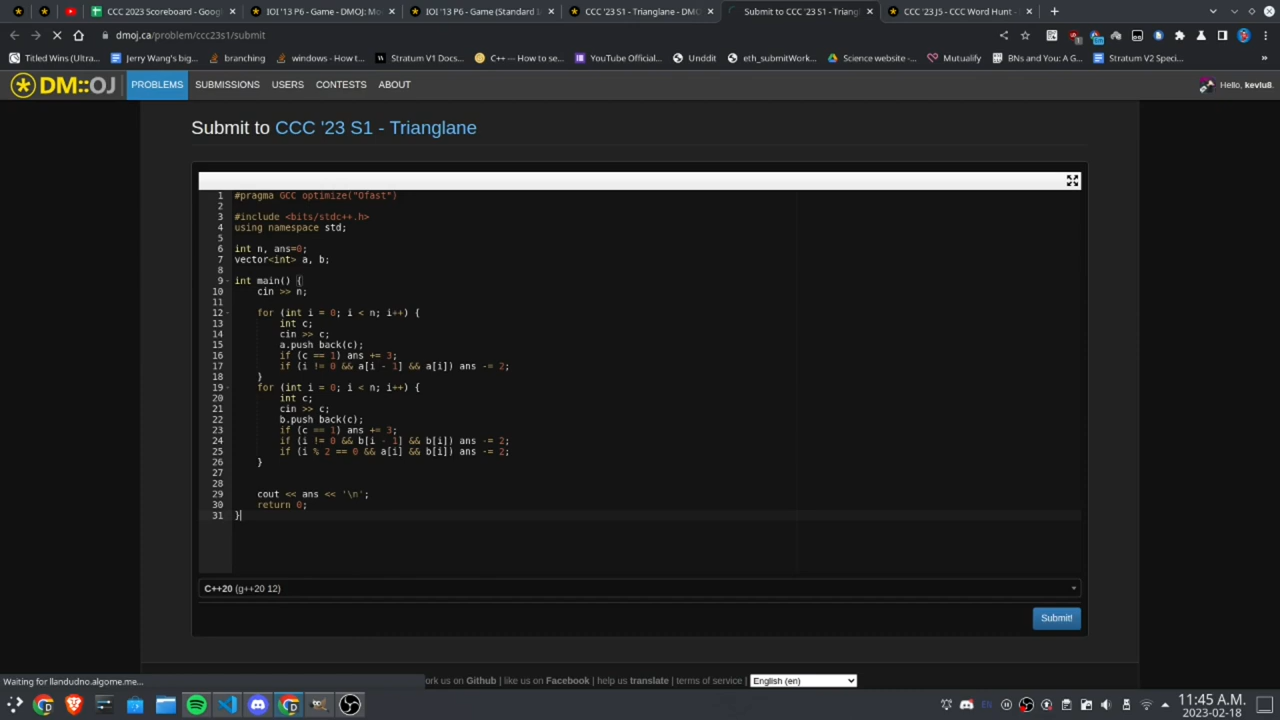 CCC 2023 Scoreboard - Googl
IOI '13 P6 - Game - DMOJ: Mo
IOI '13 P6 - Game (Standard I
CCC '23 S1 - Trianglane - DMO
Submit to CCC '23 S1 - Triangl
CCC '23 J5 - CCC Word Hunt -
dmoj.ca/problem/ccc23s1/submit
Titled Wins (Ultra...
Jerry Wang's big...
branching
windows - How to...
Stratum V1 Docs...
C++ --- How to se...
YouTube Official...
Unddit
eth_submitWork...
Science website -...
Mutualify
BNs and You: A G...
Stratum V2 Speci...
DM::OJ
PROBLEMS
SUBMISSIONS
USERS
CONTESTS
ABOUT
Hello, kevlu8.
Submit to CCC '23 S1 - Trianglane
1 #pragma GCC optimize("Ofast")
2
3 #include <bits/stdc++.h>
4 using namespace std;
5
6 int n, ans=0;
7 vector<int> a, b;
8
9 int main() {
10 cin >> n;
11
12 for (int i = 0; i < n; i++) {
13 int c;
14 cin >> c;
15 a.push_back(c);
16 if (c == 1) ans += 3;
17 if (i != 0 && a[i - 1] && a[i]) ans -= 2;
18 }
19 for (int i = 0; i < n; i++) {
20 int c;
21 cin >> c;
22 b.push_back(c);
23 if (c == 1) ans += 3;
24 if (i != 0 && b[i - 1] && b[i]) ans -= 2;
25 if (i % 2 == 0 && a[i] && b[i]) ans -= 2;
26 }
27
28
29 cout << ans << '\n';
30 return 0;
31 }
C++20 (g++20 12)
Submit!
Waiting for llandudno.algome.me...
ork us on Github | like us on Facebook | help us translate | terms of service | English (en)
11:45 A.M.
2023-02-18